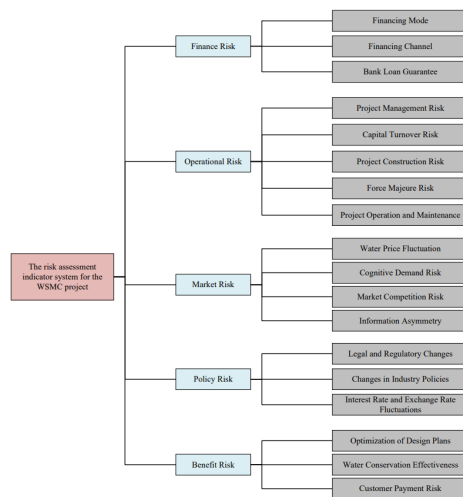 Financing Mode
Finance Risk
Financing Channel
Bank Loan Guarantee
Project Management Risk
Capital Turnover Risk
Operational Risk
Project Construction Risk
Force Majeure Risk
Project Operation and Maintenance
The risk assessment
indicator system for the
WSMC project
Water Price Fluctuation
Cognitive Demand Risk
Market Risk
Market Competition Risk
Information Asymmetry
Legal and Regulatory Changes
Policy Risk
Changes in Industry Policies
Interest Rate and Exchange Rate
Fluctuations
Optimization of Design Plans
Benefit Risk
Water Conservation Effectiveness
Customer Payment Risk